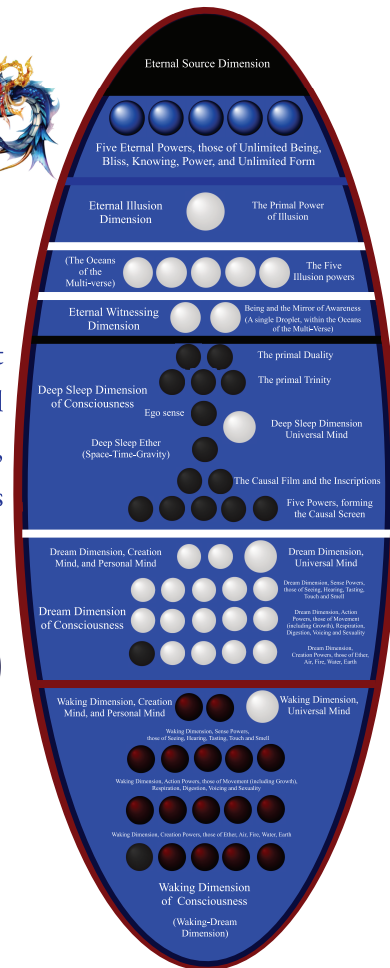 Eternal Source Dimension
Five Eternal Powers, those of Unlimited Being,
Bliss, Knowing, Power, and Unlimited Form
Eternal Illusion
Dimension
The Primal Power
of Illusion
(The Oceans
of the
Multi-verse)
The Five
Illusion powers
Eternal Witnessing
Dimension
Being and the Mirror of Awareness
(A single Droplet, within the Oceans
of the Multi-Verse)
The primal Duality
The primal Trinity
Deep Sleep Dimension
of Consciousness
Ego sense
Deep Sleep Dimension
Universal Mind
Deep Sleep Ether
(Space-Time-Gravity)
The Causal Film and the Inscriptions
Five Powers, forming
the Causal Screen
Dream Dimension, Creation
Mind, and Personal Mind
Dream Dimension,
Universal Mind
Dream Dimension, Sense Powers,
those of Seeing, Hearing, Tasting,
Touch and Smell
Dream Dimension
of Consciousness
Dream Dimension, Action
Powers, those of Movement
(including Growth), Respiration,
Digestion, Voicing and Sexuality
Dream Dimension,
Creation Powers, those of Ether,
Air, Fire, Water, Earth
Waking Dimension, Creation
Mind, and Personal Mind
Waking Dimension,
Universal Mind
Waking Dimension, Sense Powers,
those of Seeing, Hearing, Tasting, Touch and Smell
Waking Dimension, Action Powers, those of Movement (including Growth),
Respiration, Digestion, Voicing and Sexuality
Waking Dimension, Creation Powers, those of Ether, Air, Fire, Water, Earth
Waking Dimension
of Consciousness
(Waking-Dream
Dimension)